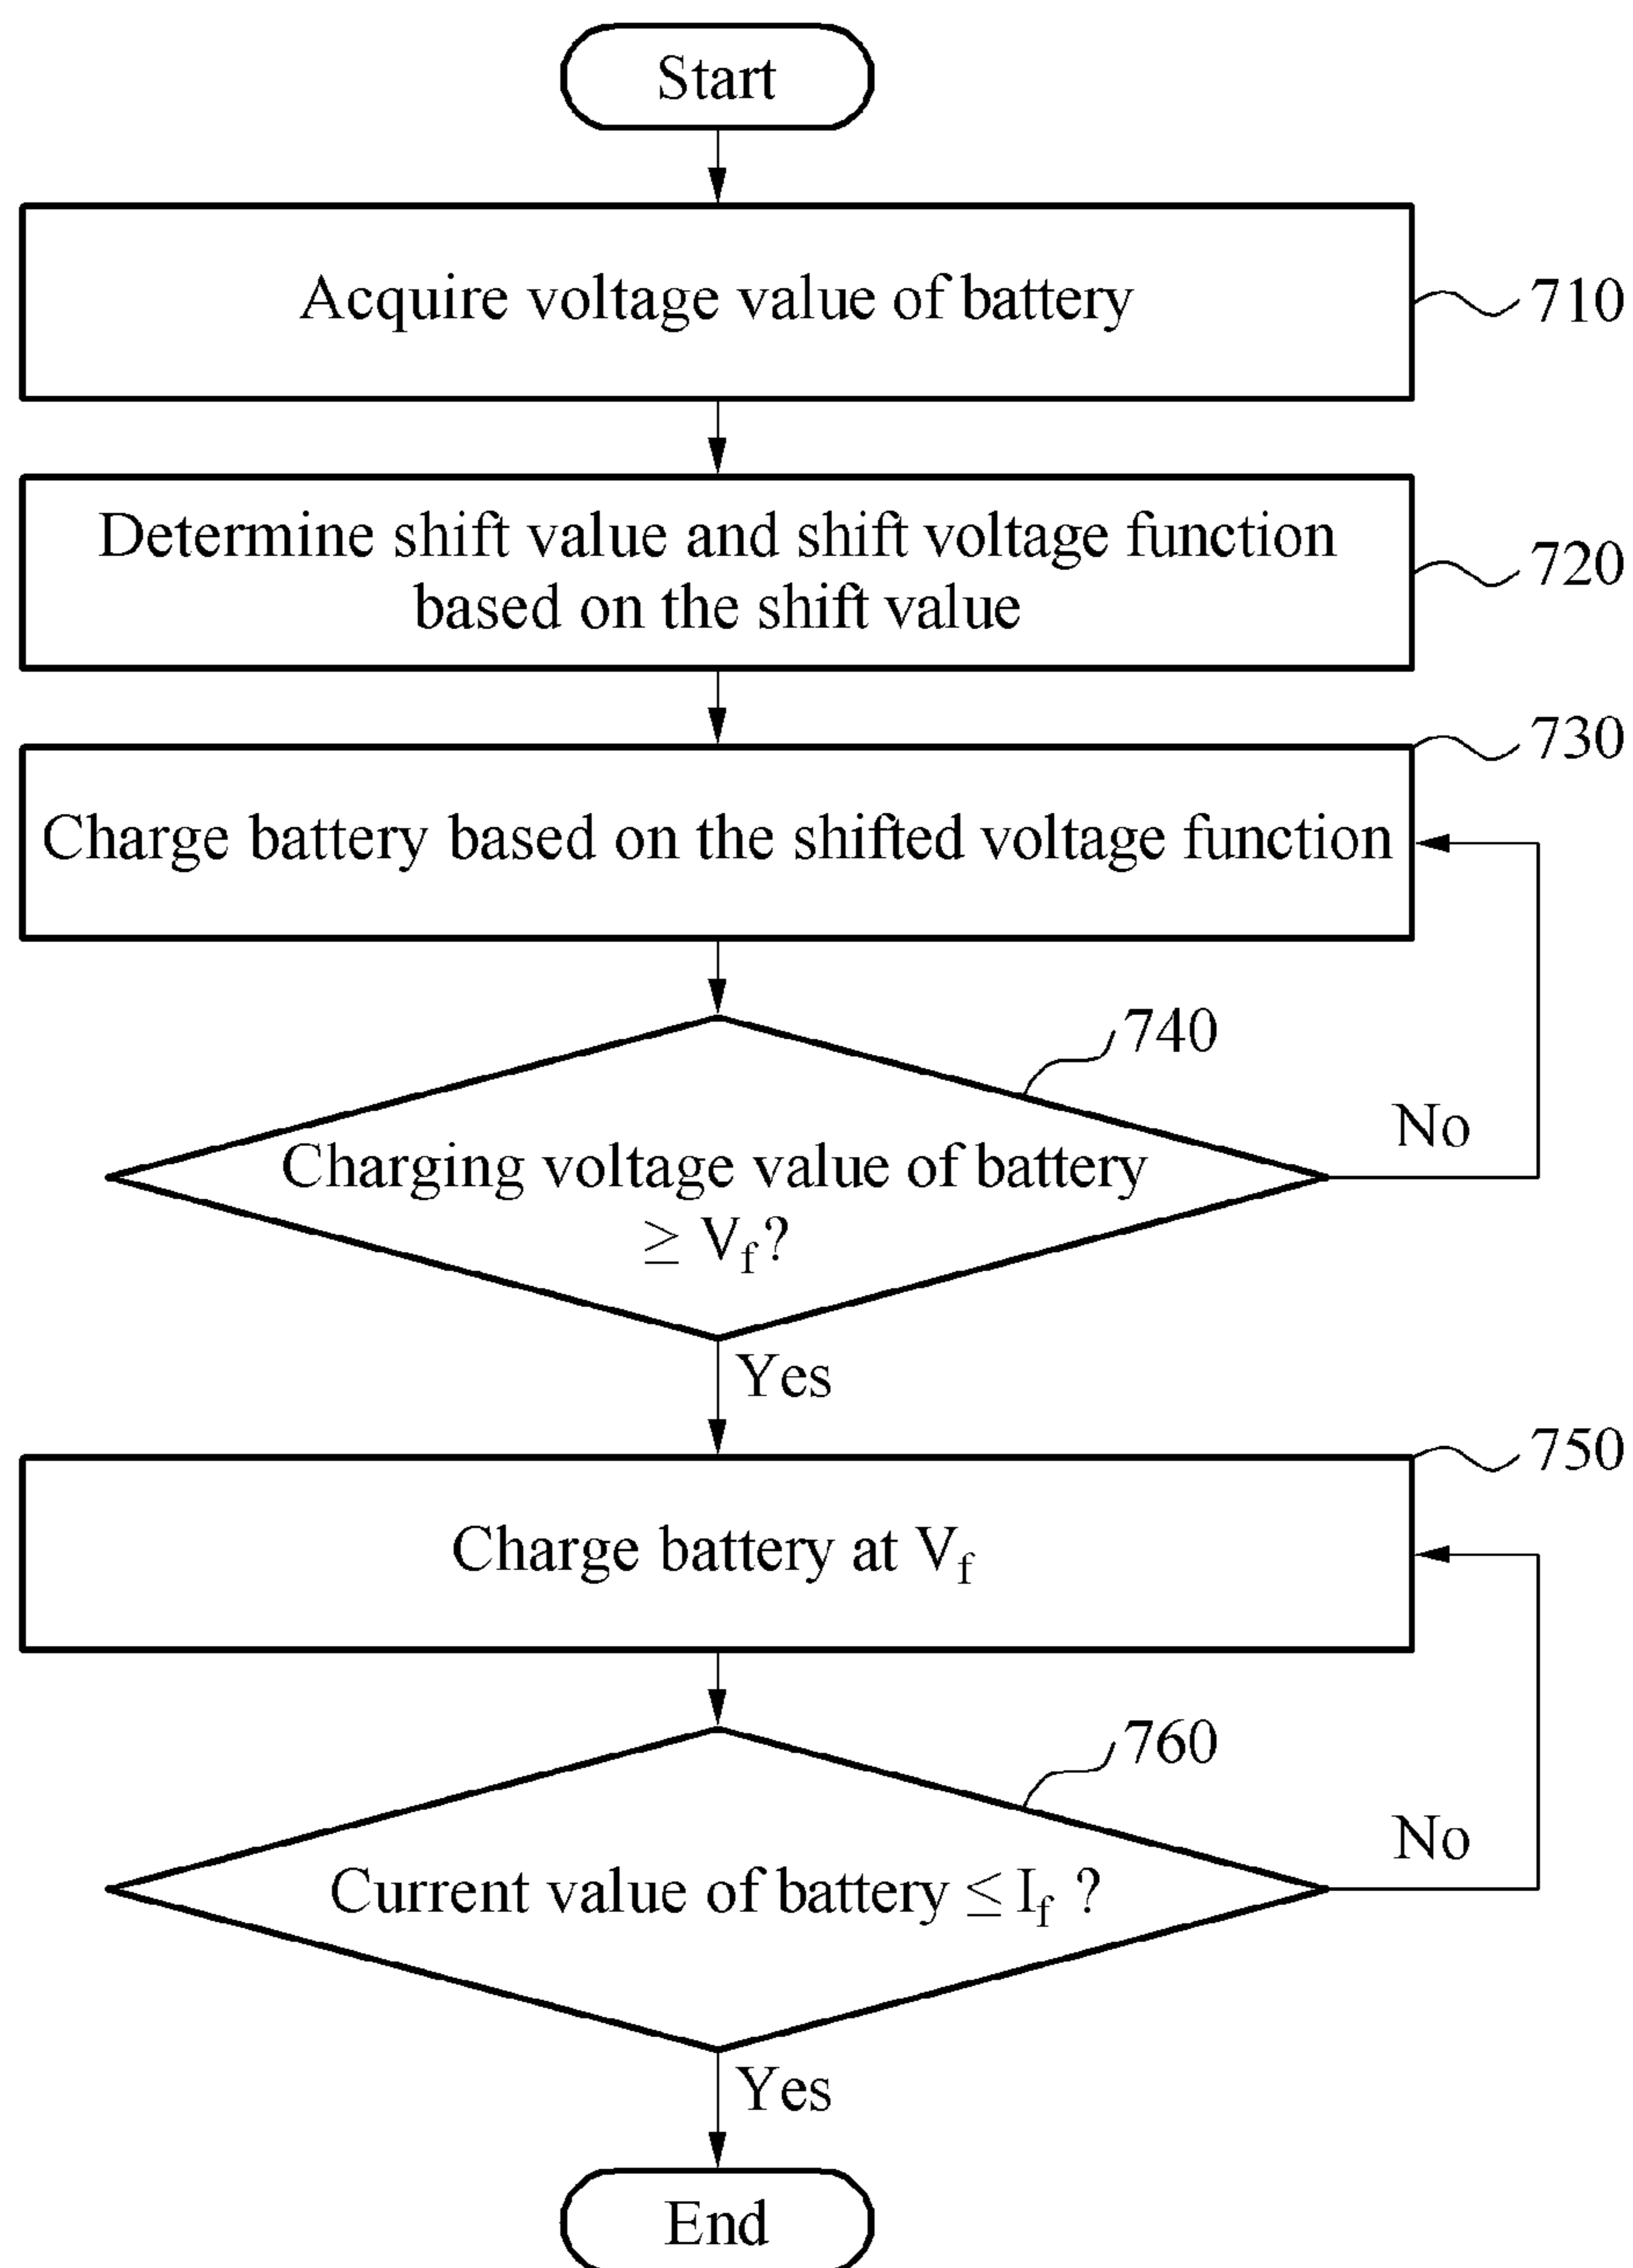 Start
Acquire voltage value of battery
710
Determine shift value and shift voltage function
based on the shift value
720
730
Charge battery based on the shifted voltage function
740
Charging voltage value of battery
≥ Vf?
No
Yes
750
Charge battery at Vf
760
Current value of battery ≤ If ?
No
Yes
End